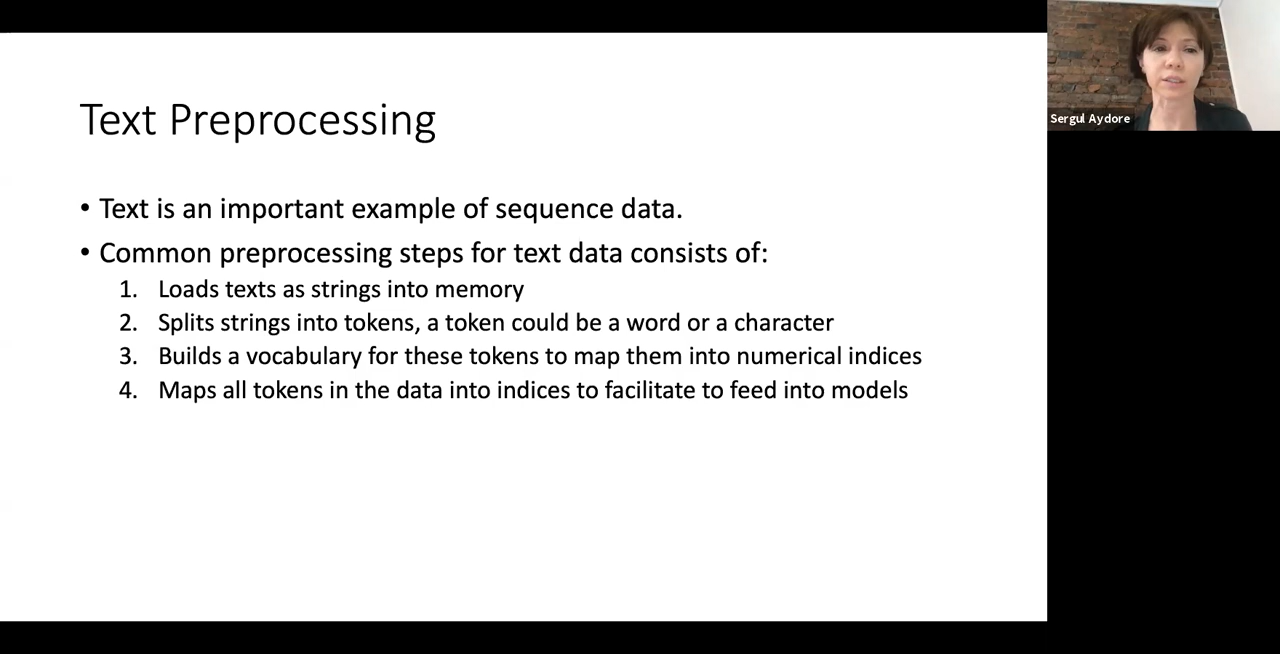 Text Preprocessing
• Text is an important example of sequence data.
• Common preprocessing steps for text data consists of:
1. Loads texts as strings into memory
2. Splits strings into tokens, a token could be a word or a character
3. Builds a vocabulary for these tokens to map them into numerical indices
4. Maps all tokens in the data into indices to facilitate to feed into models
Sergul Aydore